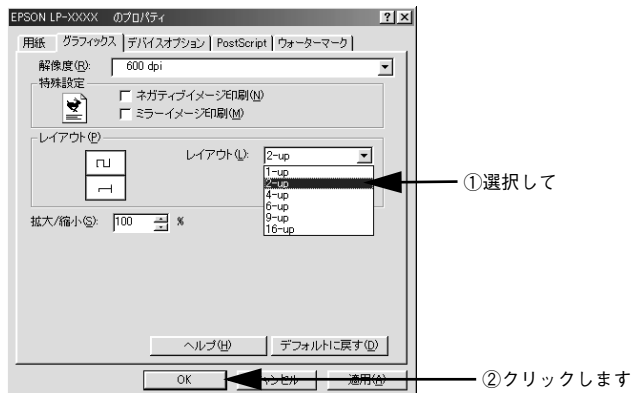 EPSON LP-XXXX のプロパティ
用紙 グラフィックス デバイスオプション PostScript ウォーターマーク
解像度(R): 600 dpi
特殊設定
ネガティブイメージ印刷(N)
ミラーイメージ印刷(M)
レイアウト(P)
レイアウト(L): 2-up
1-up
2-up
4-up
6-up
9-up
16-up
①選択して
拡大/縮小(S): 100 %
ヘルプ(H) デフォルトに戻す(D)
OK キャンセル 適用(A)
②クリックします